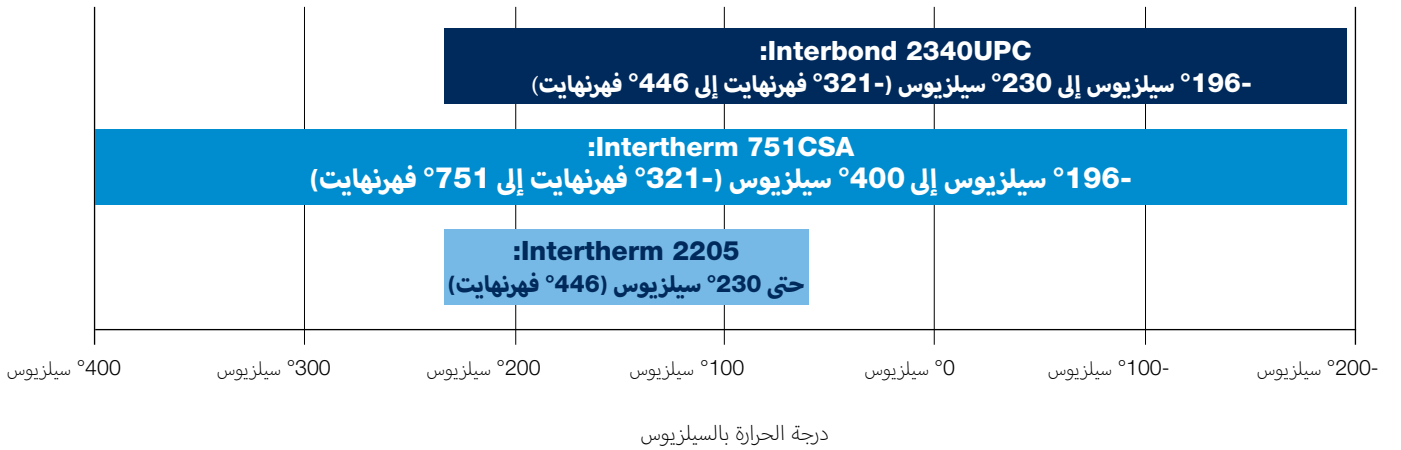 Interbond 2340UPC:
-196° سيلزيوس إلى 230° سيلزيوس (-321° فهرنهايت إلى 446° فهرنهايت)
Intertherm 751CSA:
-196° سيلزيوس إلى 400° سيلزيوس (-321° فهرنهايت إلى 751° فهرنهايت)
Intertherm 2205:
حتى 230° سيلزيوس (446° فهرنهايت)
-200° سيلزيوس -100° سيلزيوس 0° سيلزيوس 100° سيلزيوس 200° سيلزيوس 300° سيلزيوس 400° سيلزيوس
درجة الحرارة بالسيلزيوس